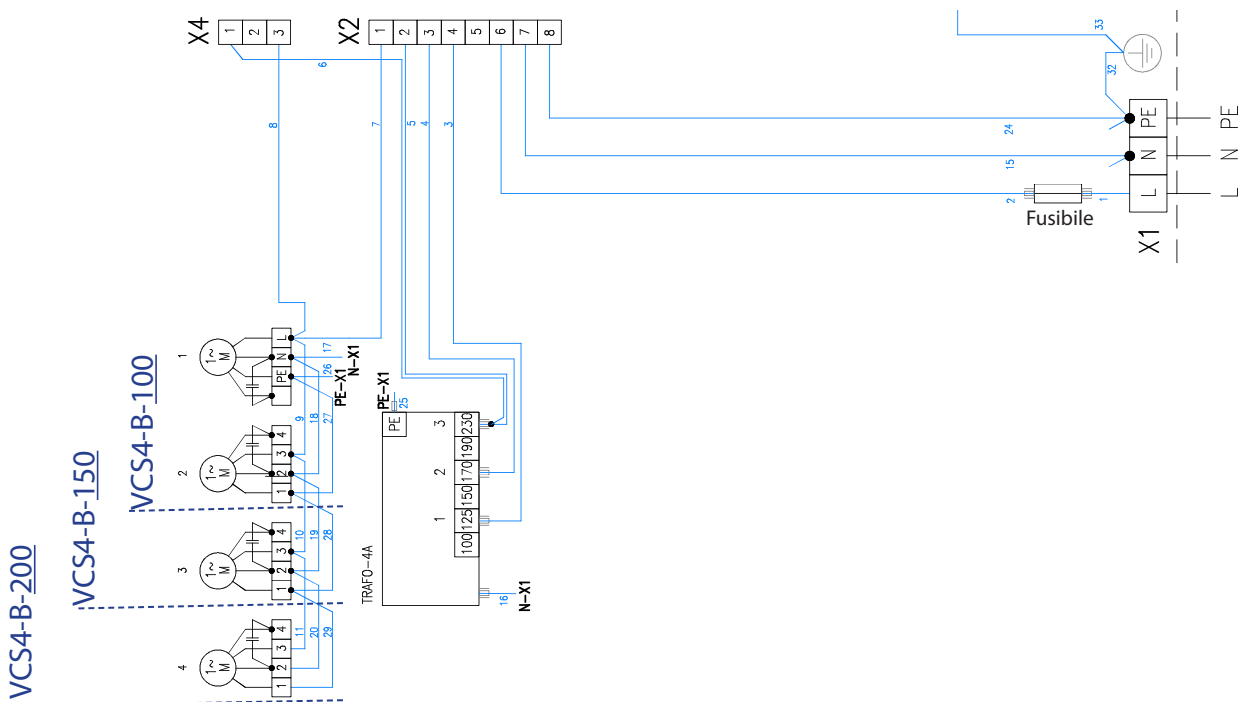 X4
1
2
3
X2
1
2
3
4
5
6
7
8
33
32
6
8
7
5
4
3
24
15
2
1
Fusibile
PE
N
L
X1
PE
N
L
1
1~
M
L
N
PE
17
N-X1
26
PE-X1
27
9
18
VCS4-B-100
2
1~
M
4
3
2
1
VCS4-B-150
3
1~
M
4
3
2
1
10
19
28
VCS4-B-200
4
1~
M
4
3
2
1
11
20
29
PE-X1
25
PE
3
2
1
230
190
170
150
125
100
TRAFO-4A
16
N-X1